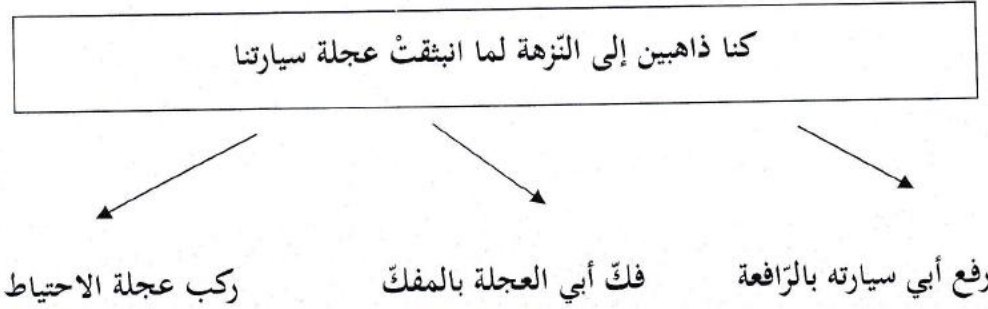 كنا ذاهبين إلى النّزهة لما انبثقتْ عجلة سيارتنا
رفع أبي سيارته بالرّافعة
فكّ أبي العجلة بالمفكّ
ركب عجلة الاحتياط